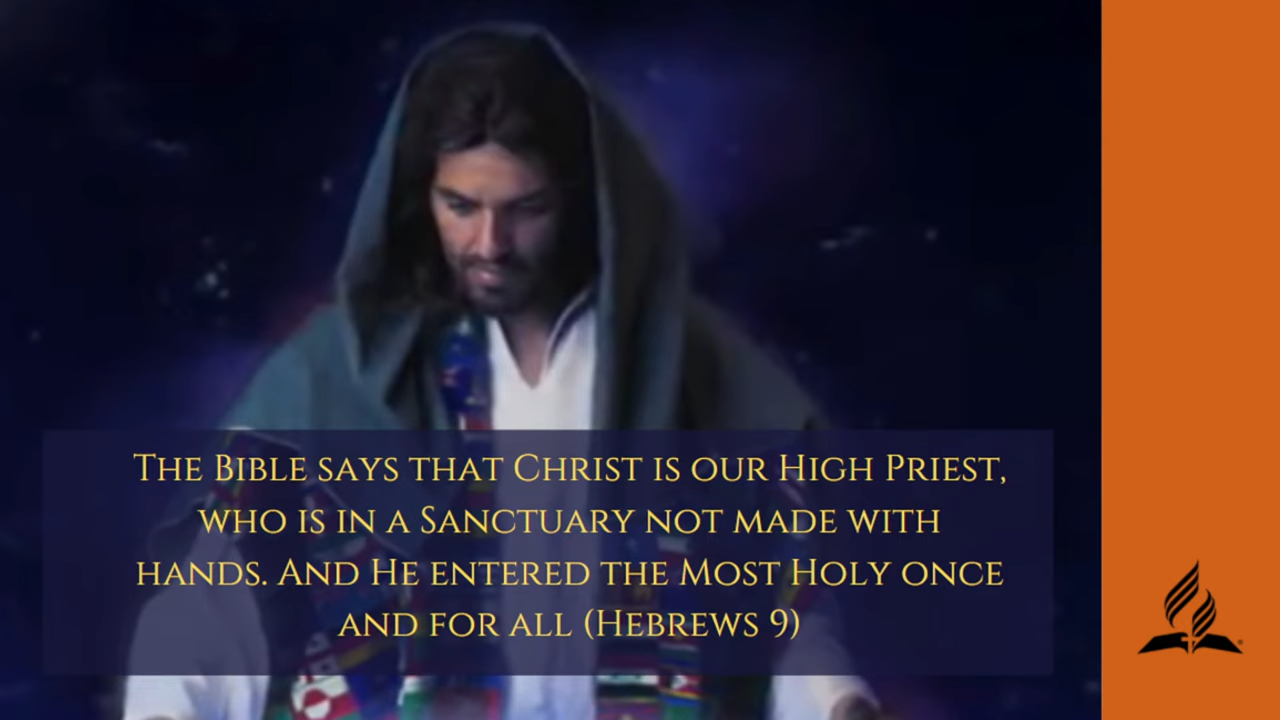 The Bible says that Christ is our High Priest,
who is in a Sanctuary not made with
hands. And He entered the Most Holy once
and for all (Hebrews 9)